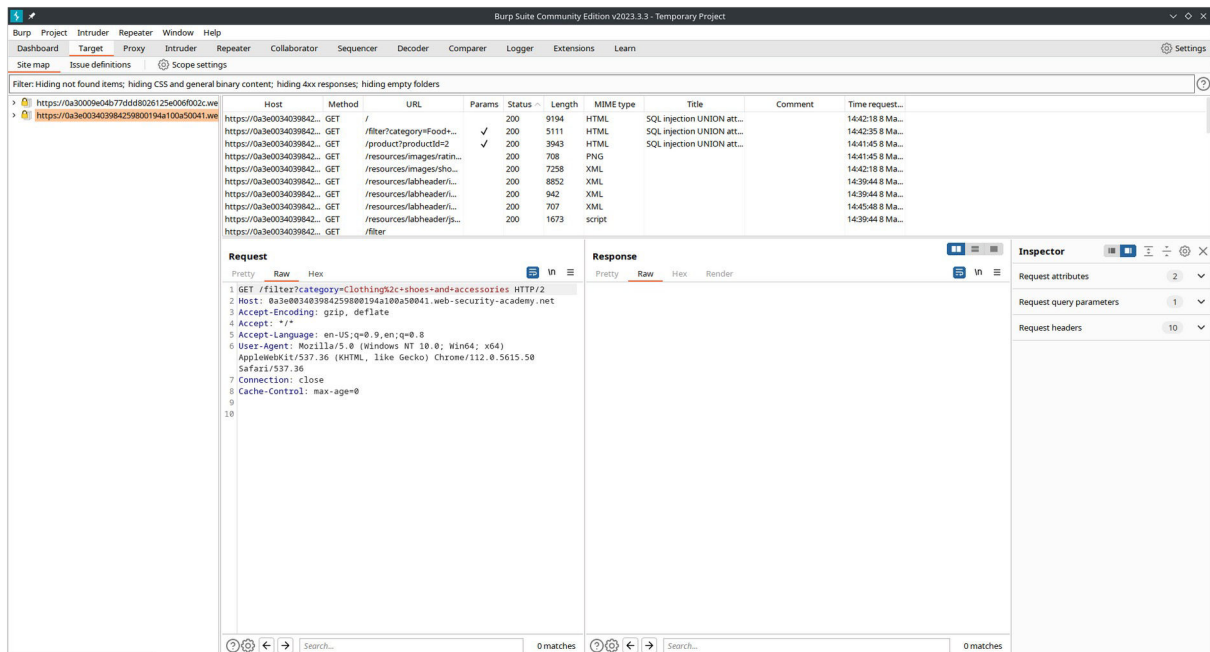 Burp Suite Community Edition v2023.3.3 - Temporary Project
Burp Project Intruder Repeater Window Help
Dashboard Target Proxy Intruder Repeater Collaborator Sequencer Decoder Comparer Logger Extensions Learn Settings
Site map Issue definitions Scope settings
Filter: Hiding not found items; hiding CSS and general binary content; hiding 4xx responses; hiding empty folders
https://0a30009e04b77ddd8026125e006f002c.we
https://0a3e003403984259800194a100a50041.we
Host Method URL Params Status Length MIME type Title Comment Time request...
https://0a3e0034039842... GET / 200 9194 HTML SQL injection UNION att... 14:42:18 8 Ma...
https://0a3e0034039842... GET /filter?category=Food+... ✓ 200 5111 HTML SQL injection UNION att... 14:42:35 8 Ma...
https://0a3e0034039842... GET /product?productId=2 ✓ 200 3943 HTML SQL injection UNION att... 14:41:45 8 Ma...
https://0a3e0034039842... GET /resources/images/ratin... 200 708 PNG 14:41:45 8 Ma...
https://0a3e0034039842... GET /resources/images/sho... 200 7258 XML 14:42:18 8 Ma...
https://0a3e0034039842... GET /resources/labheader/i... 200 8852 XML 14:39:44 8 Ma...
https://0a3e0034039842... GET /resources/labheader/i... 200 942 XML 14:39:44 8 Ma...
https://0a3e0034039842... GET /resources/labheader/i... 200 707 XML 14:45:48 8 Ma...
https://0a3e0034039842... GET /resources/labheader/js... 200 1673 script 14:39:44 8 Ma...
https://0a3e0034039842... GET /filter
Request
Pretty Raw Hex \n
1 GET /filter?category=Clothing%2c+shoes+and+accessories HTTP/2
2 Host: 0a3e003403984259800194a100a50041.web-security-academy.net
3 Accept-Encoding: gzip, deflate
4 Accept: */*
5 Accept-Language: en-US;q=0.9,en;q=0.8
6 User-Agent: Mozilla/5.0 (Windows NT 10.0; Win64; x64)
AppleWebKit/537.36 (KHTML, like Gecko) Chrome/112.0.5615.50
Safari/537.36
7 Connection: close
8 Cache-Control: max-age=0
9
10
Search... 0 matches
Response
Pretty Raw Hex Render \n
Search... 0 matches
Inspector
Request attributes 2
Request query parameters 1
Request headers 10